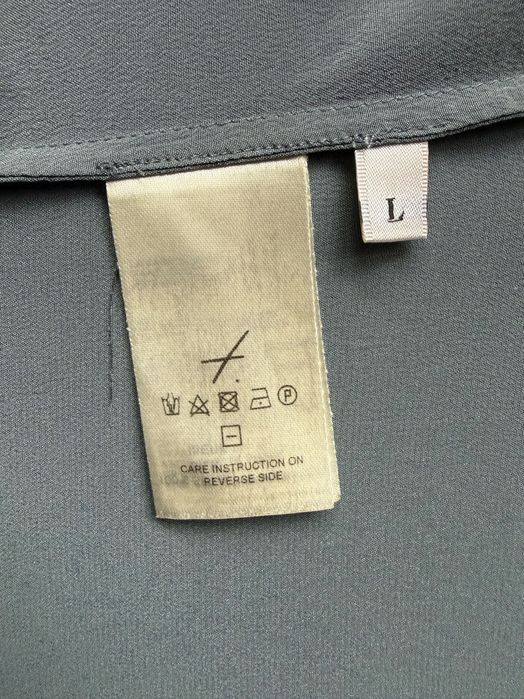 L
P
CARE INSTRUCTION ON
REVERSE SIDE